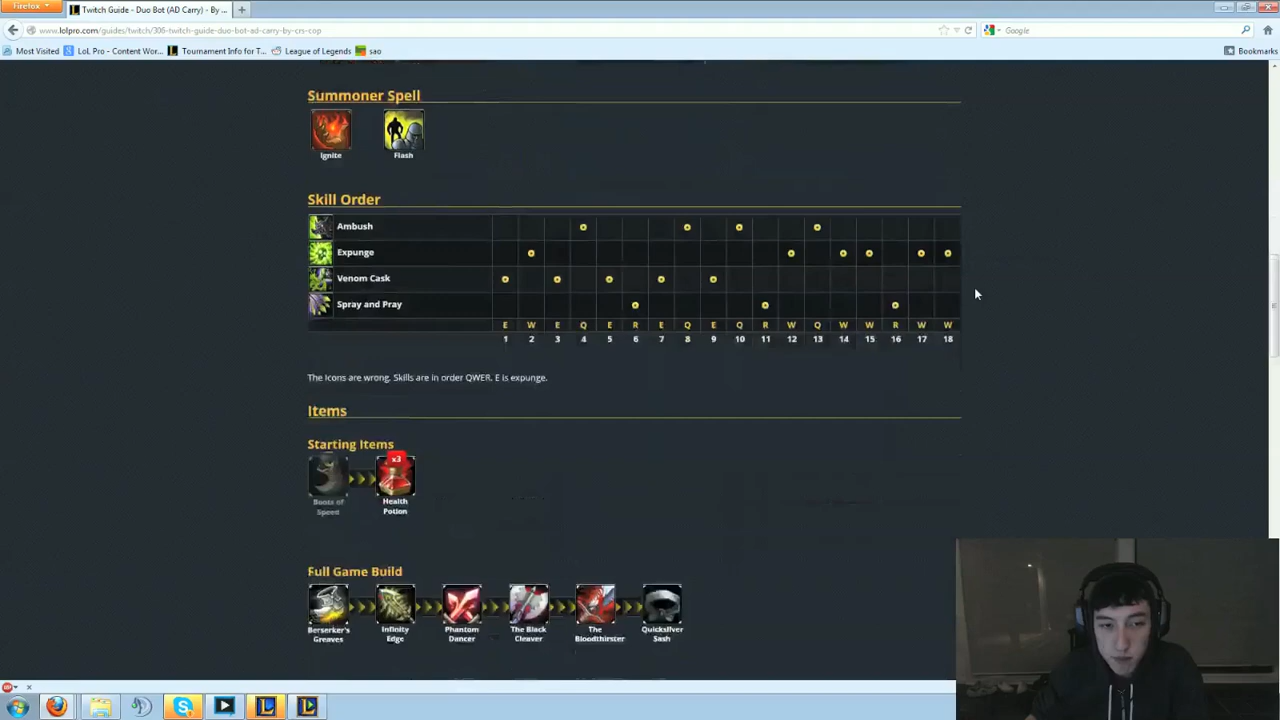 Firefox
Twitch Guide - Duo Bot (AD Carry) - By ...
www.lolpro.com/guides/twitch/306-twitch-guide-duo-bot-ad-carry-by-crs-cop
Google
Most Visited
LoL Pro - Content Wor...
Tournament Info for T...
League of Legends
sao
Bookmarks
Summoner Spell
Ignite
Flash
Skill Order
Ambush
Expunge
Venom Cask
Spray and Pray
E W E Q E R E Q E Q R W Q W W R W W
1 2 3 4 5 6 7 8 9 10 11 12 13 14 15 16 17 18
The Icons are wrong. Skills are in order QWER. E is expunge.
Items
Starting Items
x3
Boots of Speed
Health Potion
Full Game Build
Berserker's Greaves
Infinity Edge
Phantom Dancer
The Black Cleaver
The Bloodthirster
Quicksilver Sash